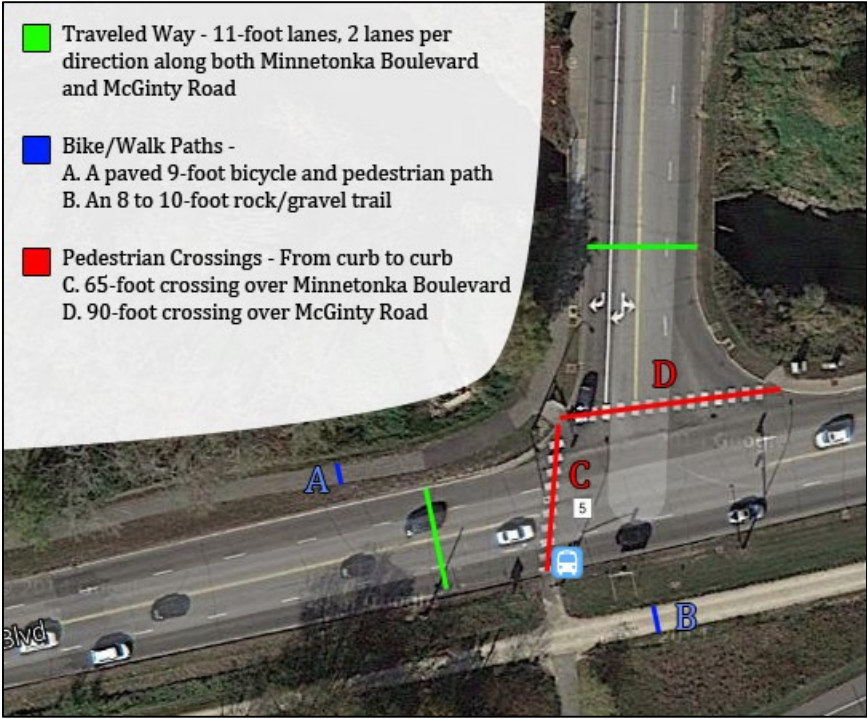 Traveled Way - 11-foot lanes, 2 lanes per
direction along both Minnetonka Boulevard
and McGinty Road
Bike/Walk Paths -
A. A paved 9-foot bicycle and pedestrian path
B. An 8 to 10-foot rock/gravel trail
Pedestrian Crossings - From curb to curb
C. 65-foot crossing over Minnetonka Boulevard
D. 90-foot crossing over McGinty Road
D
Google
A
C
5
B
Blvd